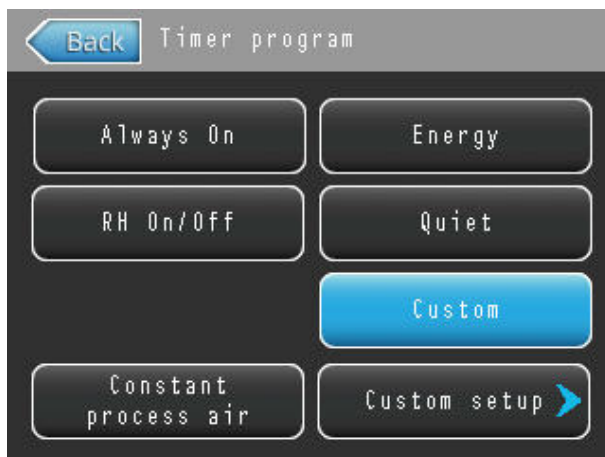 Back Timer program
Always On
Energy
RH On/Off
Quiet
Custom
Constant
process air
Custom setup